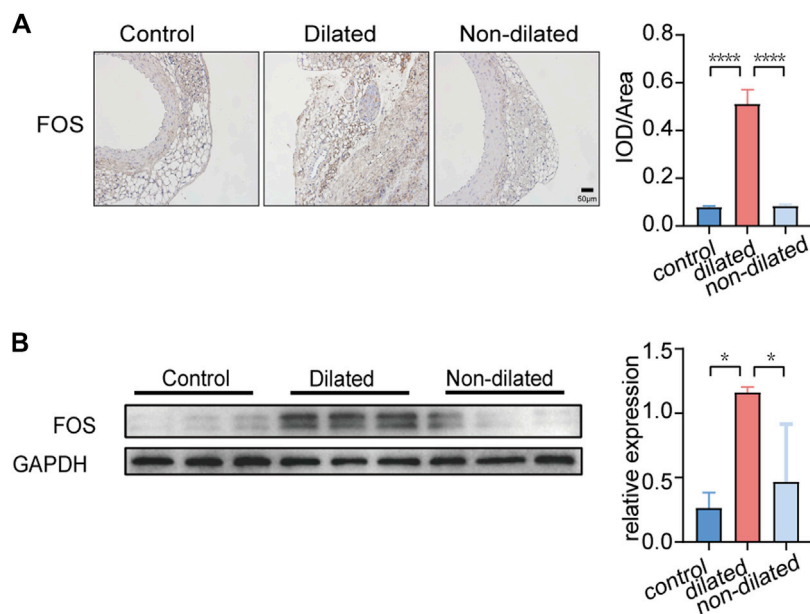 A
Control Dilated Non-dilated
FOS
50μm
**** ****
IOD/Area
0.8
0.6
0.4
0.2
0.0
control
dilated
non-dilated
B
Control Dilated Non-dilated
FOS
GAPDH
* *
relative expression
1.5
1.0
0.5
0.0
control
dilated
non-dilated